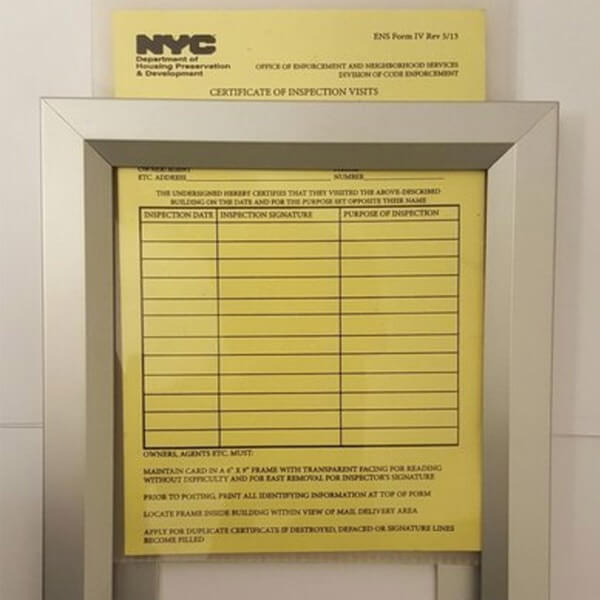 NYC
ENS Form IV Rev 5/13
Department of
Housing Preservation
& Development
OFFICE OF ENFORCEMENT AND NEIGHBORHOOD SERVICES
DIVISION OF CODE ENFORCEMENT
CERTIFICATE OF INSPECTION VISITS
ETC. ADDRESS NUMBER
THE UNDERSIGNED HEREBY CERTIFIES THAT THEY VISITED THE ABOVE-DESCRIBED
BUILDING ON THE DATE AND FOR THE PURPOSE SET OPPOSITE THEIR NAME
INSPECTION DATE INSPECTION SIGNATURE PURPOSE OF INSPECTION
OWNERS, AGENTS ETC. MUST:
MAINTAIN CARD IN A 6" X 9" FRAME WITH TRANSPARENT FACING FOR READING
WITHOUT DIFFICULTY AND FOR EASY REMOVAL FOR INSPECTOR'S SIGNATURE
PRIOR TO POSTING, PRINT ALL IDENTIFYING INFORMATION AT TOP OF FORM
LOCATE FRAME INSIDE BUILDING WITHIN VIEW OF MAIL DELIVERY AREA
APPLY FOR DUPLICATE CERTIFICATE IF DESTROYED, DEFACED OR SIGNATURE LINES
BECOME FILLED